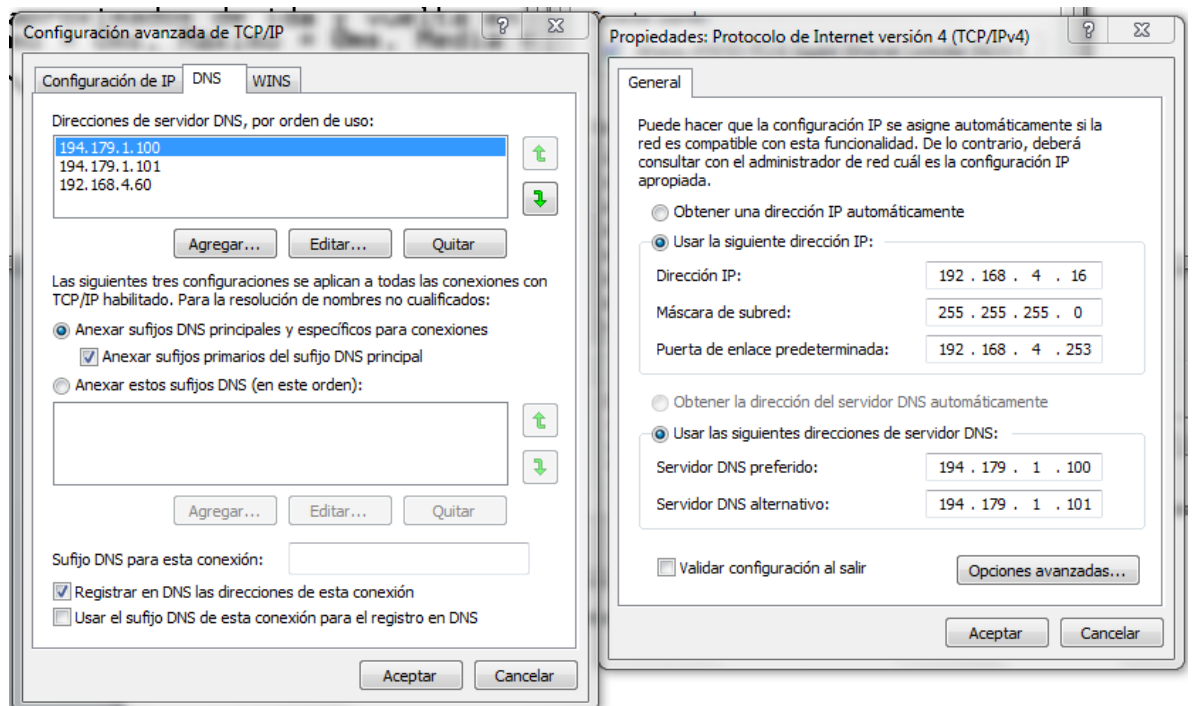 Configuración avanzada de TCP/IP
Configuración de IP DNS WINS
Direcciones de servidor DNS, por orden de uso:
194.179.1.100
194.179.1.101
192.168.4.60
Agregar... Editar... Quitar
Las siguientes tres configuraciones se aplican a todas las conexiones con
TCP/IP habilitado. Para la resolución de nombres no cualificados:
Anexar sufijos DNS principales y específicos para conexiones
Anexar sufijos primarios del sufijo DNS principal
Anexar estos sufijos DNS (en este orden):
Agregar... Editar... Quitar
Sufijo DNS para esta conexión:
Registrar en DNS las direcciones de esta conexión
Usar el sufijo DNS de esta conexión para el registro en DNS
Aceptar Cancelar
Propiedades: Protocolo de Internet versión 4 (TCP/IPv4)
General
Puede hacer que la configuración IP se asigne automáticamente si la
red es compatible con esta funcionalidad. De lo contrario, deberá
consultar con el administrador de red cuál es la configuración IP
apropiada.
Obtener una dirección IP automáticamente
Usar la siguiente dirección IP:
Dirección IP: 192 . 168 . 4 . 16
Máscara de subred: 255 . 255 . 255 . 0
Puerta de enlace predeterminada: 192 . 168 . 4 . 253
Obtener la dirección del servidor DNS automáticamente
Usar las siguientes direcciones de servidor DNS:
Servidor DNS preferido: 194 . 179 . 1 . 100
Servidor DNS alternativo: 194 . 179 . 1 . 101
Validar configuración al salir
Opciones avanzadas...
Aceptar Cancelar